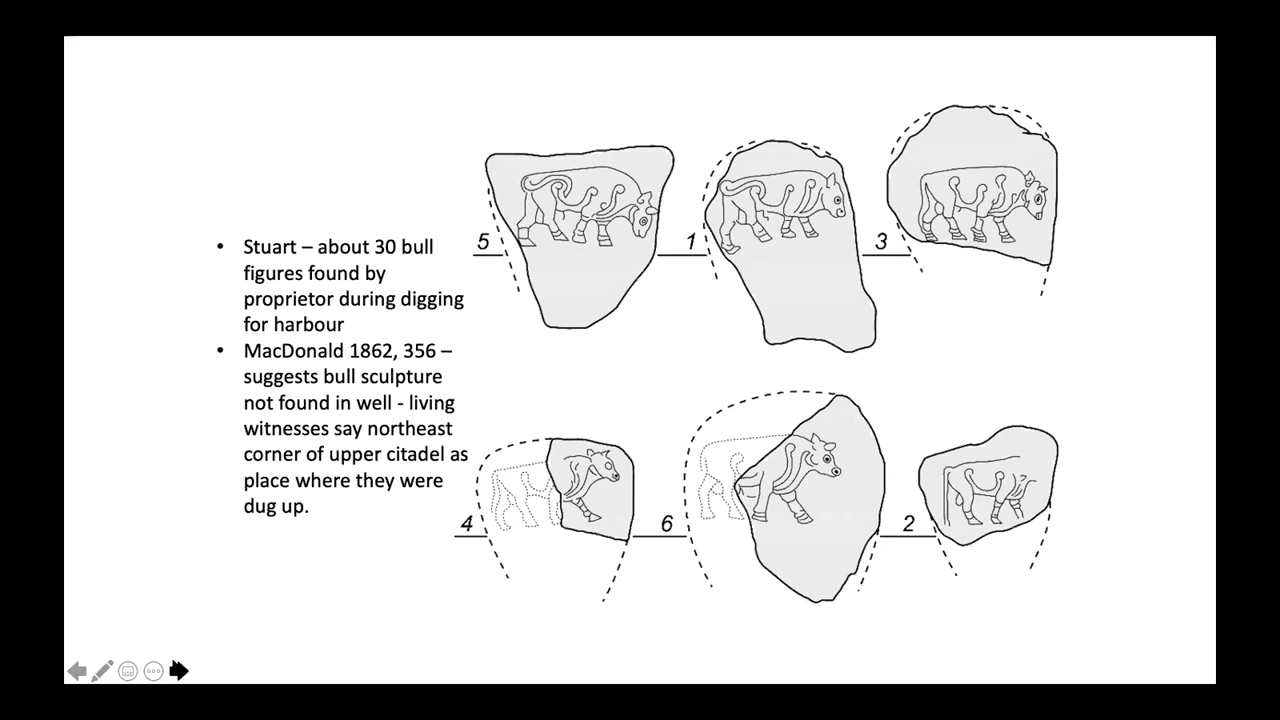 • Stuart – about 30 bull
figures found by
proprietor during digging
for harbour
• MacDonald 1862, 356 –
suggests bull sculpture
not found in well - living
witnesses say northeast
corner of upper citadel as
place where they were
dug up.
5
1
3
4
6
2